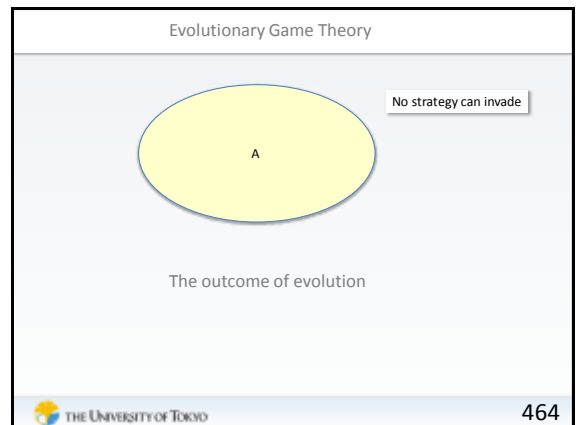 Evolutionary Game Theory
No strategy can invade
A
The outcome of evolution
THE UNIVERSITY OF TOKYO
464